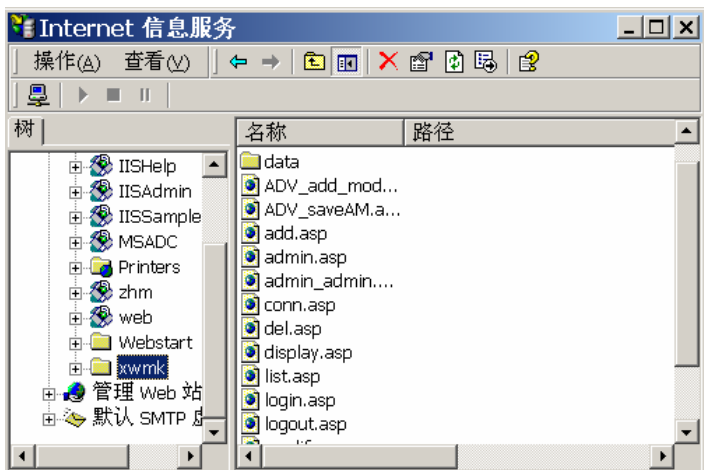 Internet 信息服务
操作(A) 查看(V)
树
名称 路径
IISHelp
IISAdmin
IISSample
MSADC
Printers
zhm
web
Webstart
xwmk
管理 Web 站
默认 SMTP
data
ADV_add_mod...
ADV_saveAM.a...
add.asp
admin.asp
admin_admin....
conn.asp
del.asp
display.asp
list.asp
login.asp
logout.asp